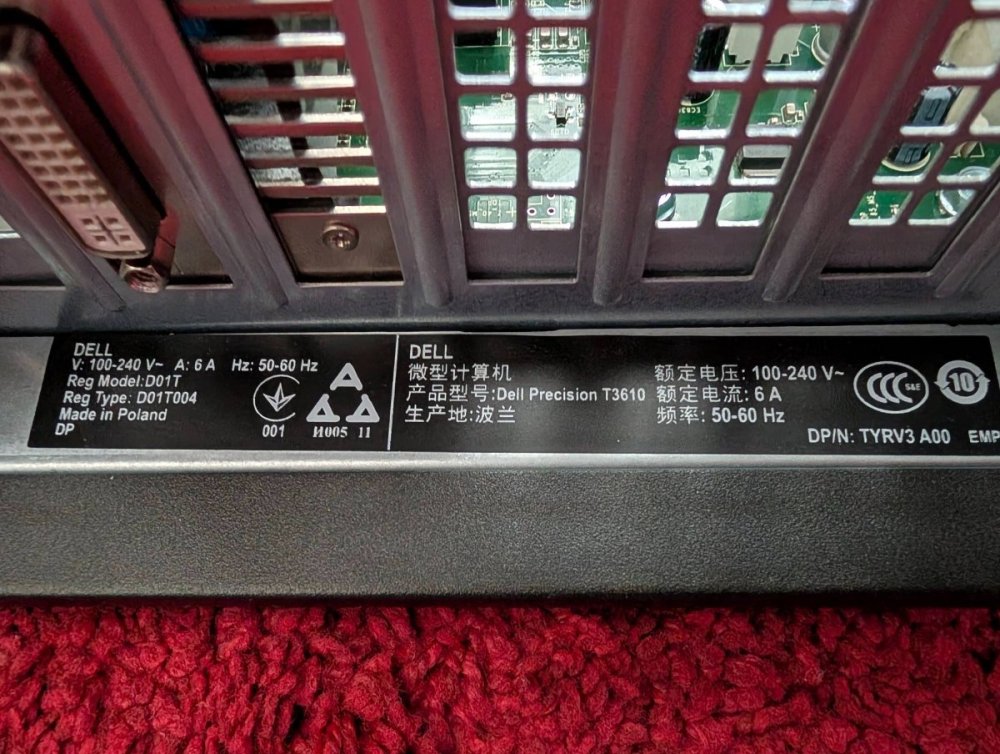 DELL
V: 100-240 V~ A: 6 A Hz: 50-60 Hz
Reg Model:D01T
Reg Type: D01T004
Made in Poland
DP
001
И005 11
DELL
微型计算机
产品型号:Dell Precision T3610
生产地:波兰
额定电压: 100-240 V~
额定电流: 6 A
频率: 50-60 Hz
CCC S&E
10
DP/N: TYRV3 A00 EMP